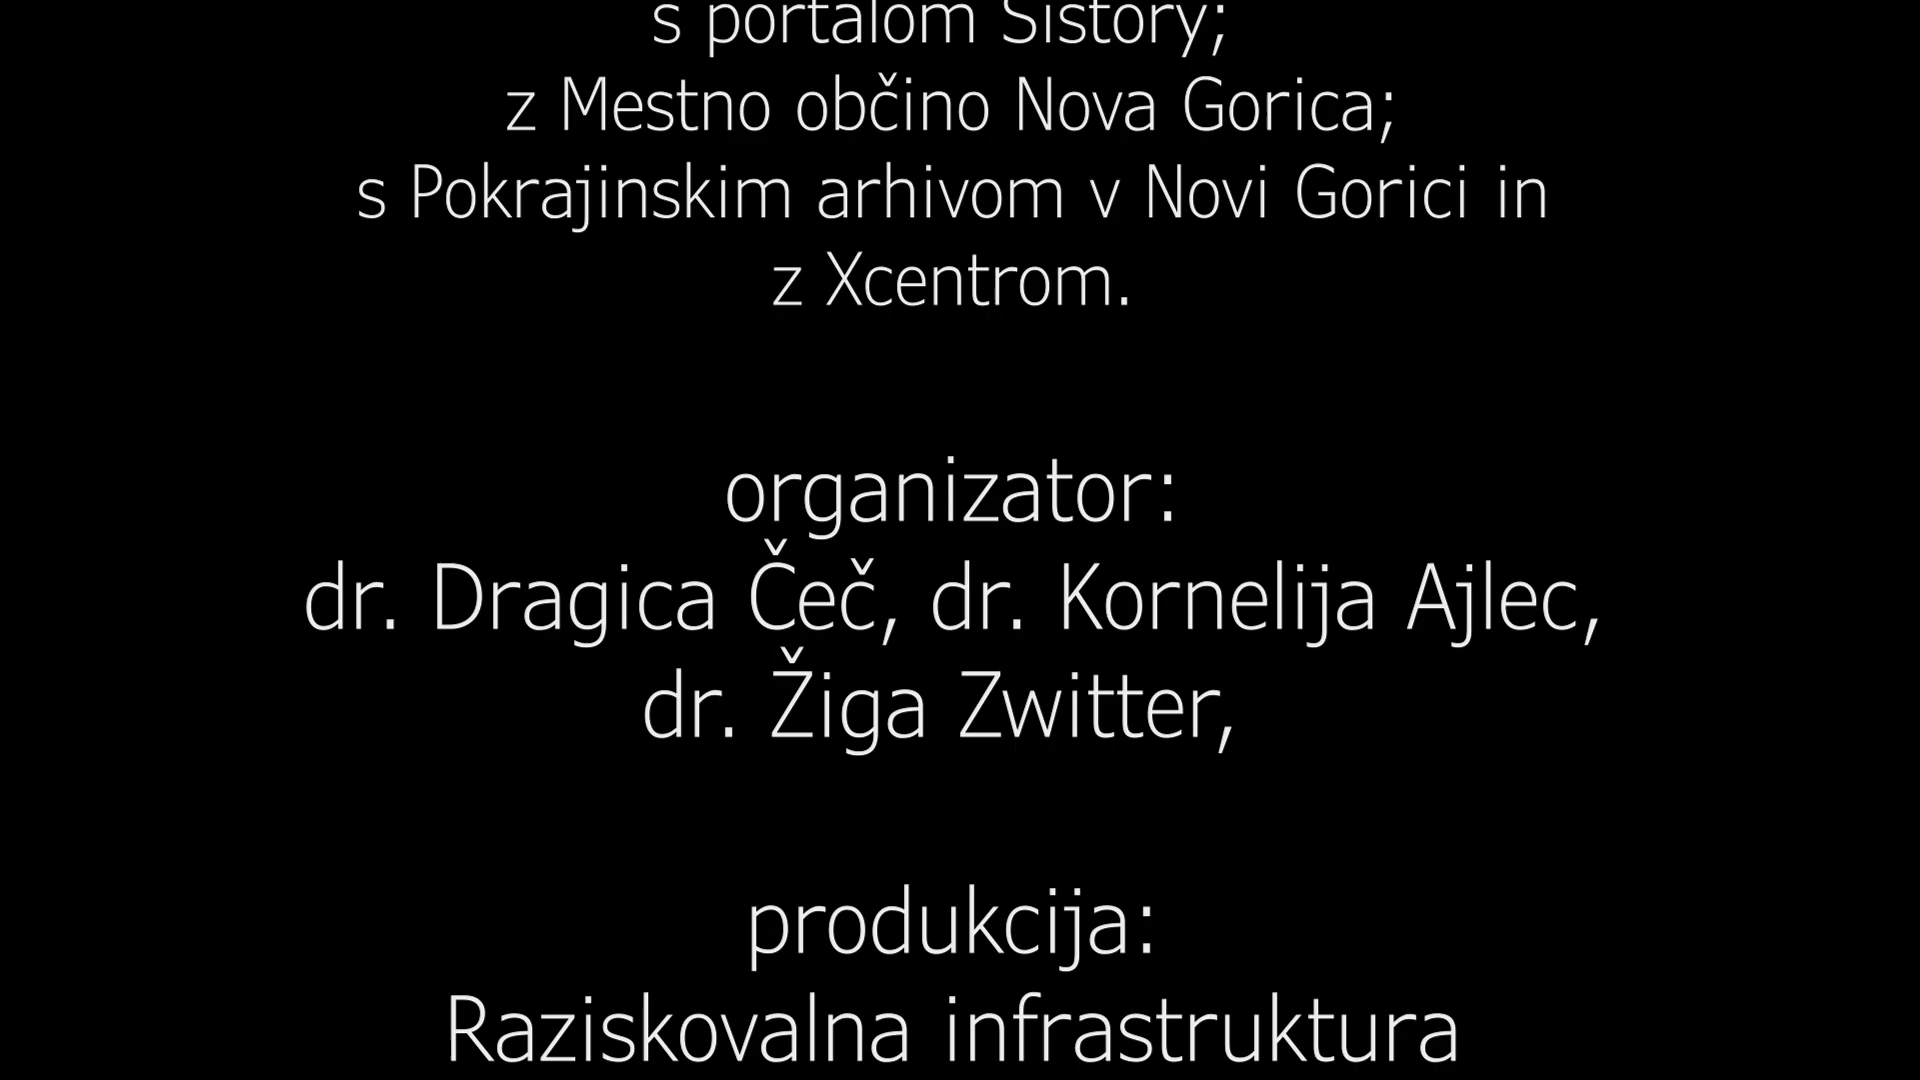 s portalom Sistory;
z Mestno občino Nova Gorica;
s Pokrajinskim arhivom v Novi Gorici in
z Xcentrom.
organizator:
dr. Dragica Čeč, dr. Kornelija Ajlec,
dr. Žiga Zwitter,
produkcija:
Raziskovalna infrastruktura